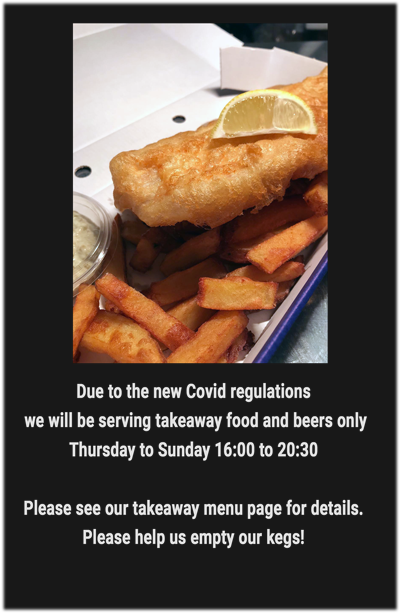 Due to the new Covid regulations
we will be serving takeaway food and beers only
Thursday to Sunday 16:00 to 20:30
Please see our takeaway menu page for details.
Please help us empty our kegs!